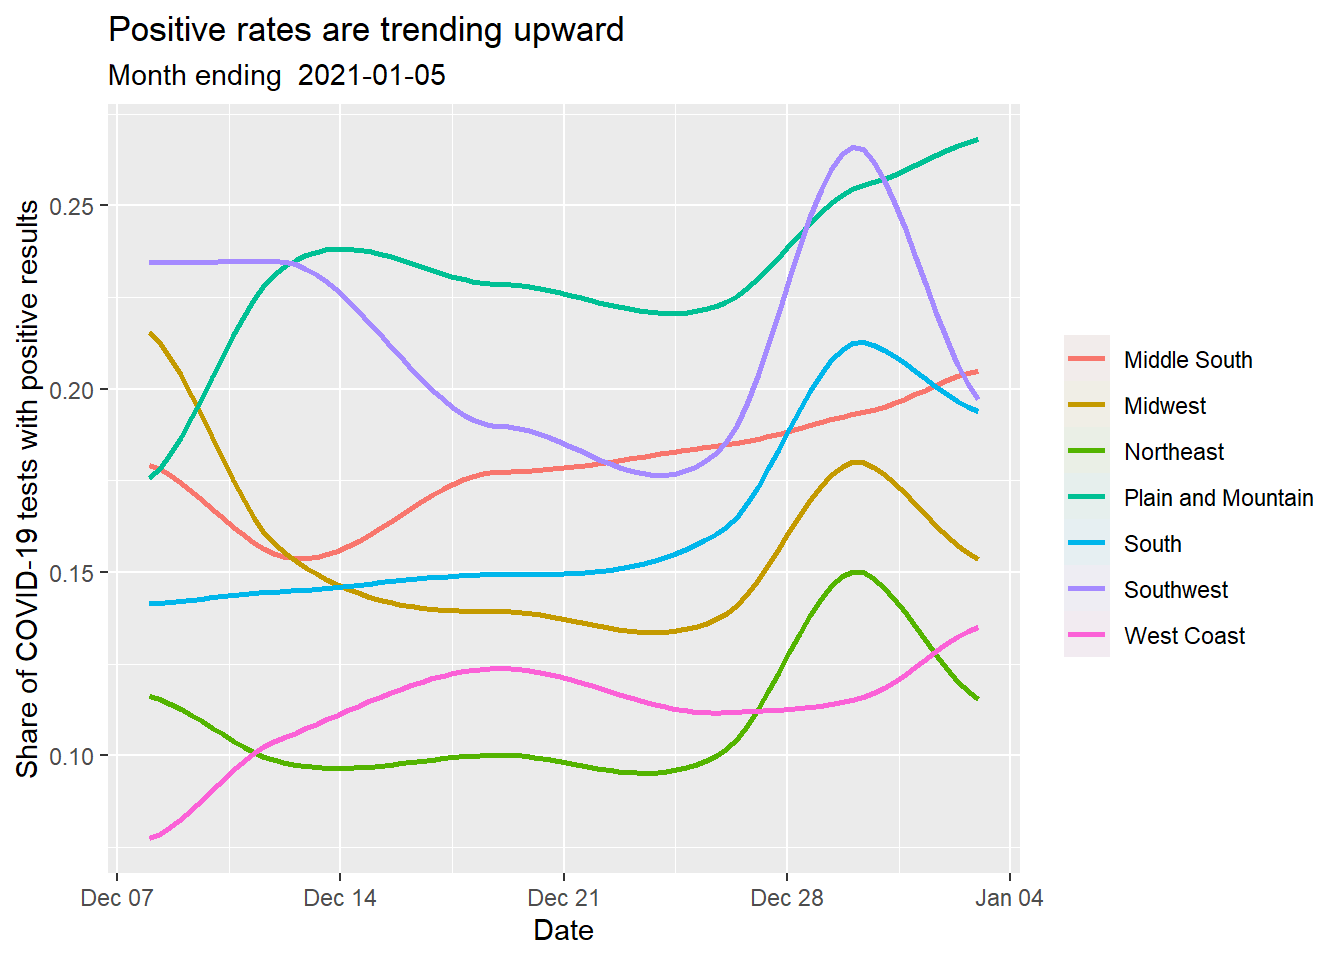 Positive rates are trending upward
Month ending  2021-01-05
Share of COVID-19 tests with positive results
0.25
0.20
0.15
0.10
Dec 07
Dec 14
Dec 21
Dec 28
Jan 04
Date
Middle South
Midwest
Northeast
Plain and Mountain
South
Southwest
West Coast